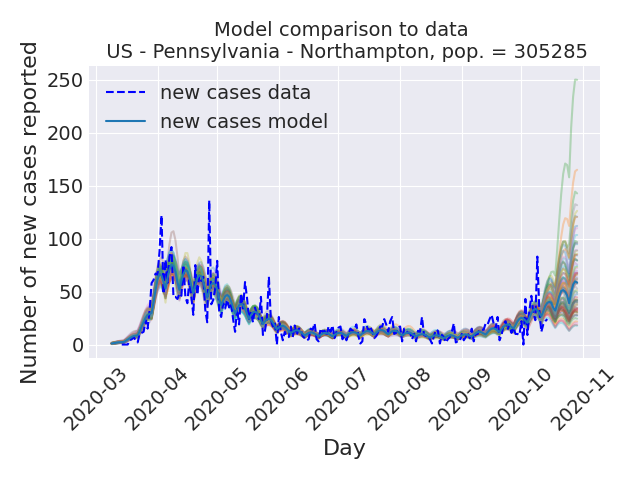 Model comparison to data
US - Pennsylvania - Northampton, pop. = 305285
Number of new cases reported
250
200
150
100
50
0
new cases data
new cases model
2020-03
2020-04
2020-05
2020-06
2020-07
2020-08
2020-09
2020-10
2020-11
Day